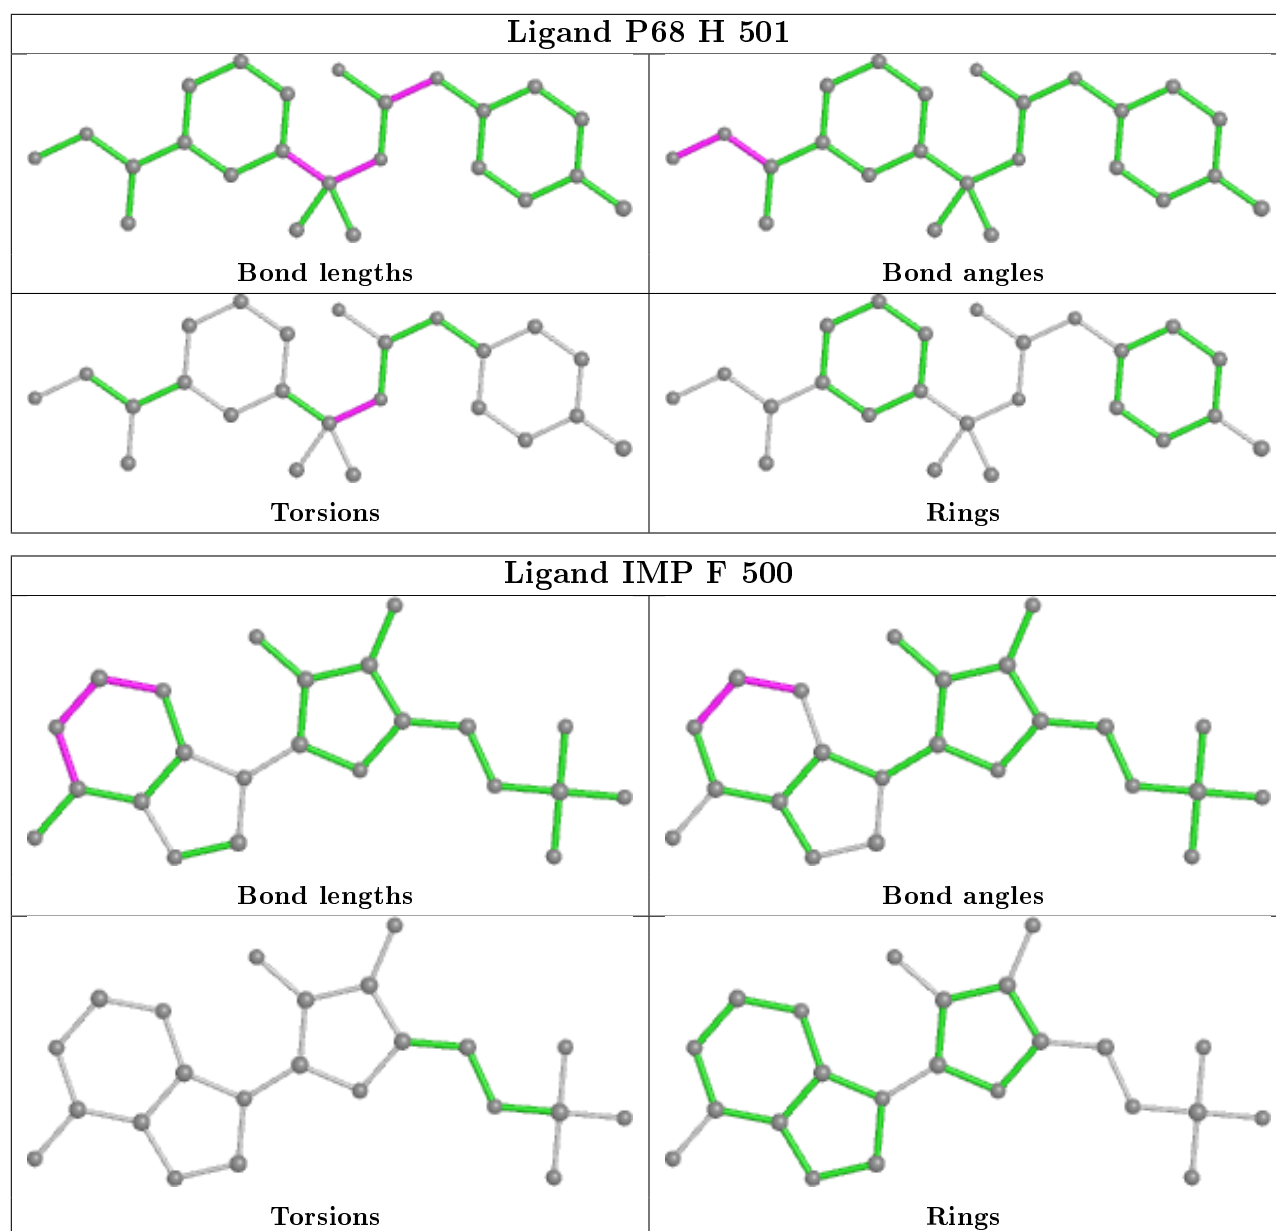 Ligand P68 H 501
Bond lengths
Bond angles
Torsions
Rings
Ligand IMP F 500
Bond lengths
Bond angles
Torsions
Rings